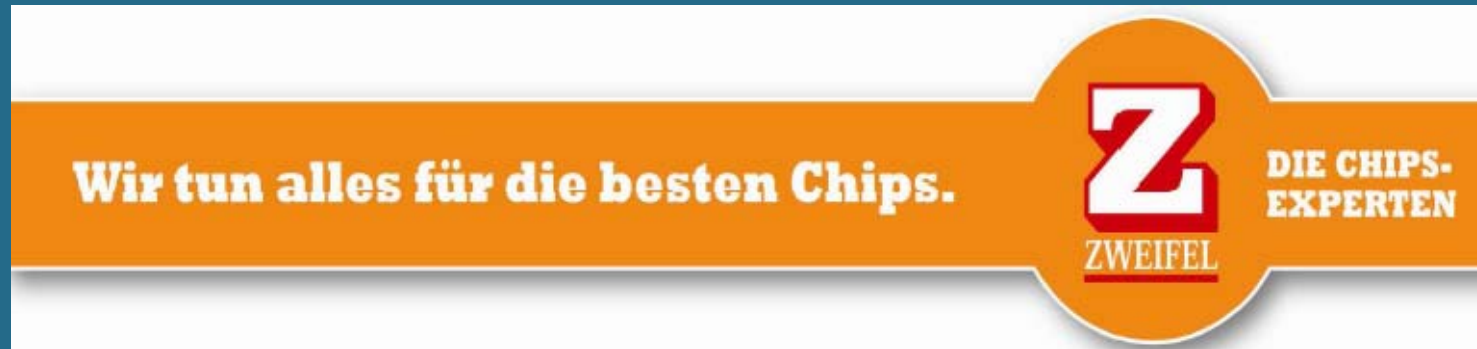 Wir tun alles für die besten Chips.
Z
ZWEIFEL
DIE CHIPS-
EXPERTEN